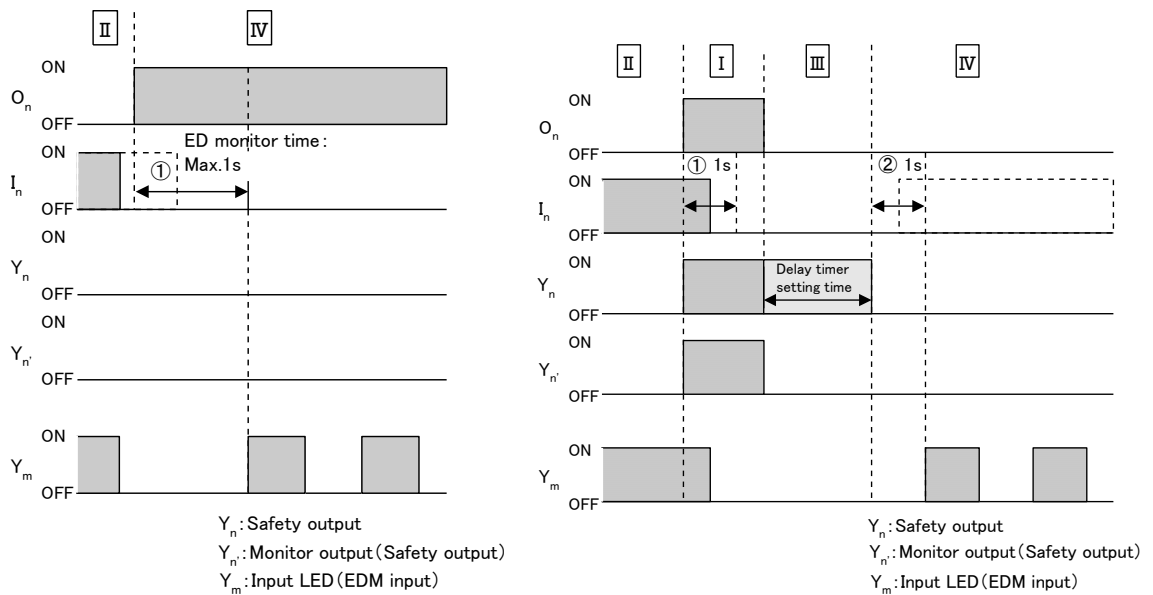 Ⅱ Ⅳ
ON
On
OFF
ED monitor time:
Max.1s
ON
①
In
OFF
ON
Yn
OFF
ON
Yn'
OFF
ON
Ym
OFF
Yn: Safety output
Yn': Monitor output (Safety output)
Ym: Input LED (EDM input)
Ⅱ Ⅰ Ⅲ Ⅳ
ON
On
OFF
① 1s ② 1s
ON
In
OFF
ON
Delay timer
setting time
Yn
OFF
ON
Yn'
OFF
ON
Ym
OFF
Yn: Safety output
Yn': Monitor output (Safety output)
Ym: Input LED (EDM input)